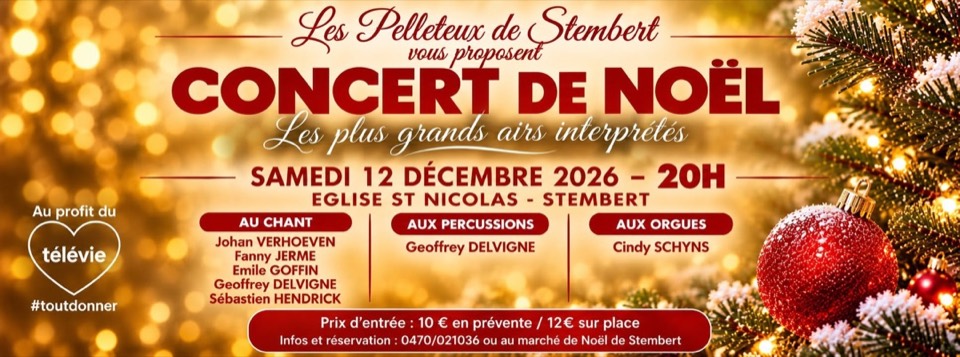 Les Pelleteux de Stembert
vous proposent
CONCERT DE NOËL
Les plus grands airs interprétés
SAMEDI 12 DÉCEMBRE 2026 – 20H
EGLISE ST NICOLAS - STEMBERT
Au profit du
télévie
#toutdonner
AU CHANT
Johan VERHOEVEN
Fanny JERME
Emile GOFFIN
Geoffrey DELVIGNE
Sébastien HENDRICK
AUX PERCUSSIONS
Geoffrey DELVIGNE
AUX ORGUES
Cindy SCHYNS
Prix d'entrée : 10 € en prévente / 12€ sur place
Infos et réservation : 0470/021036 ou au marché de Noël de Stembert